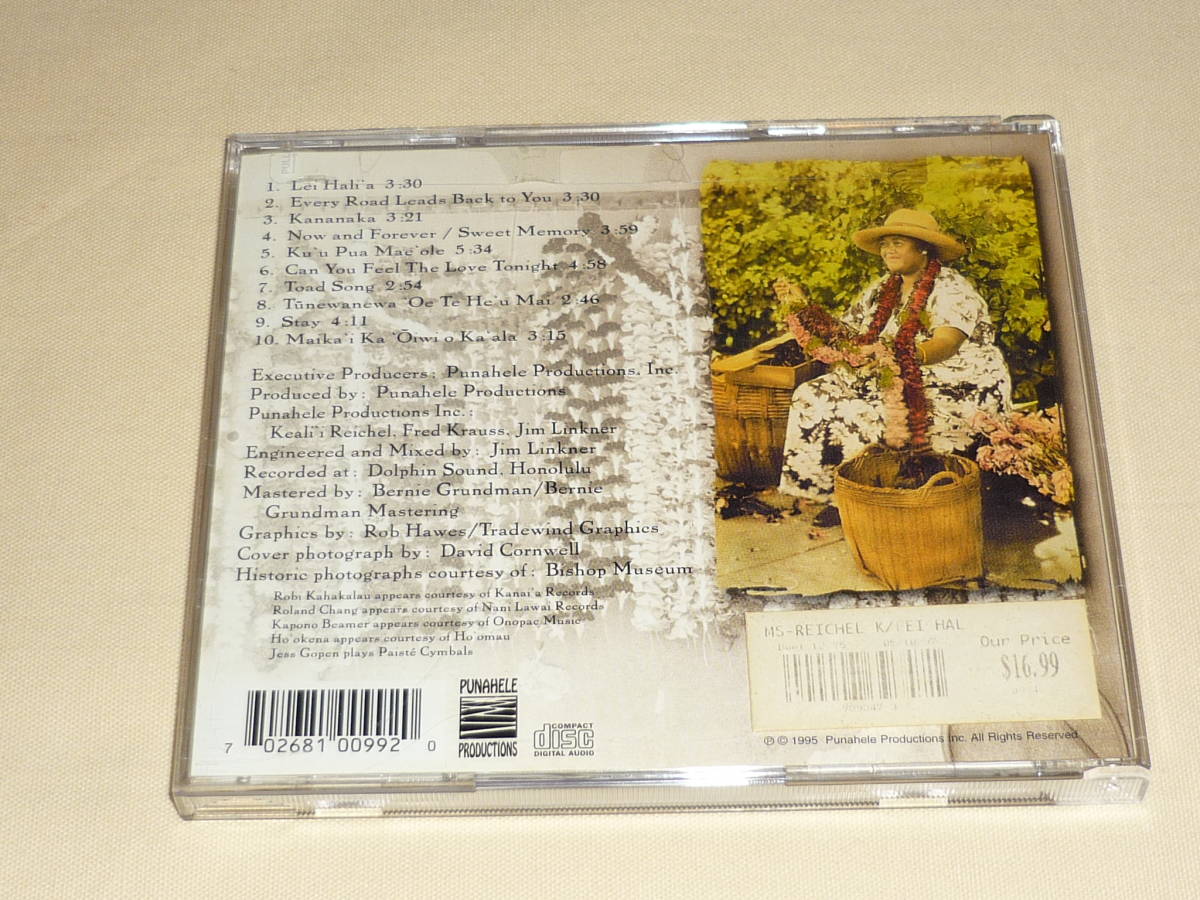 PULL
1. Lei Hali`a 3:30
2. Every Road Leads Back to You 3:30
3. Kananaka 3:21
4. Now and Forever / Sweet Memory 3:59
5. Ku`u Pua Mae`ole 5:34
6. Can You Feel The Love Tonight 4:58
7. Toad Song 2:54
8. Tūnewanewa `Oe Te He`u Mai 2:46
9. Stay 4:11
10. Maika`i Ka `Ōiwi o Ka`ala 3:15
Executive Producers: Punahele Productions, Inc.
Produced by: Punahele Productions
Punahele Productions Inc.:
Keali`i Reichel, Fred Krauss, Jim Linkner
Engineered and Mixed by: Jim Linkner
Recorded at: Dolphin Sound, Honolulu
Mastered by: Bernie Grundman/Bernie
Grundman Mastering
Graphics by: Rob Hawes/Tradewind Graphics
Cover photograph by: David Cornwell
Historic photographs courtesy of: Bishop Museum
Robi Kahakalau appears courtesy of Kanai`a Records
Roland Chang appears courtesy of Nani Lawai Records
Kapono Beamer appears courtesy of Onopac Music
Ho`okena appears courtesy of Ho`omau
Jess Gopen plays Paisté Cymbals
7 02681 00992 0
PUNAHELE
PRODUCTIONS
COMPACT
disc
DIGITAL AUDIO
MS-REICHEL K/LEI HAL
Our Price
$16.99
℗ © 1995 Punahele Productions Inc. All Rights Reserved